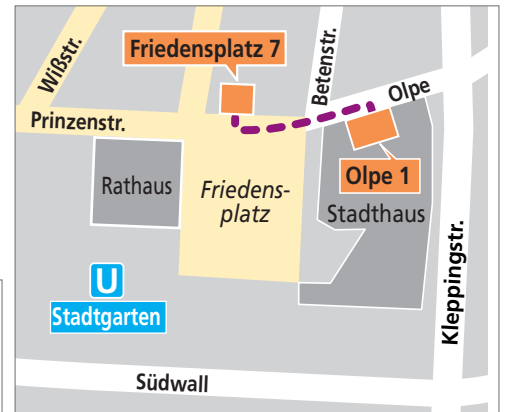 Wißstr.
Friedensplatz 7
Betenstr.
Olpe
Prinzenstr.
Rathaus
Friedens-
platz
Olpe 1
Stadthaus
Kleppingstr.
U
Stadtgarten
Südwall